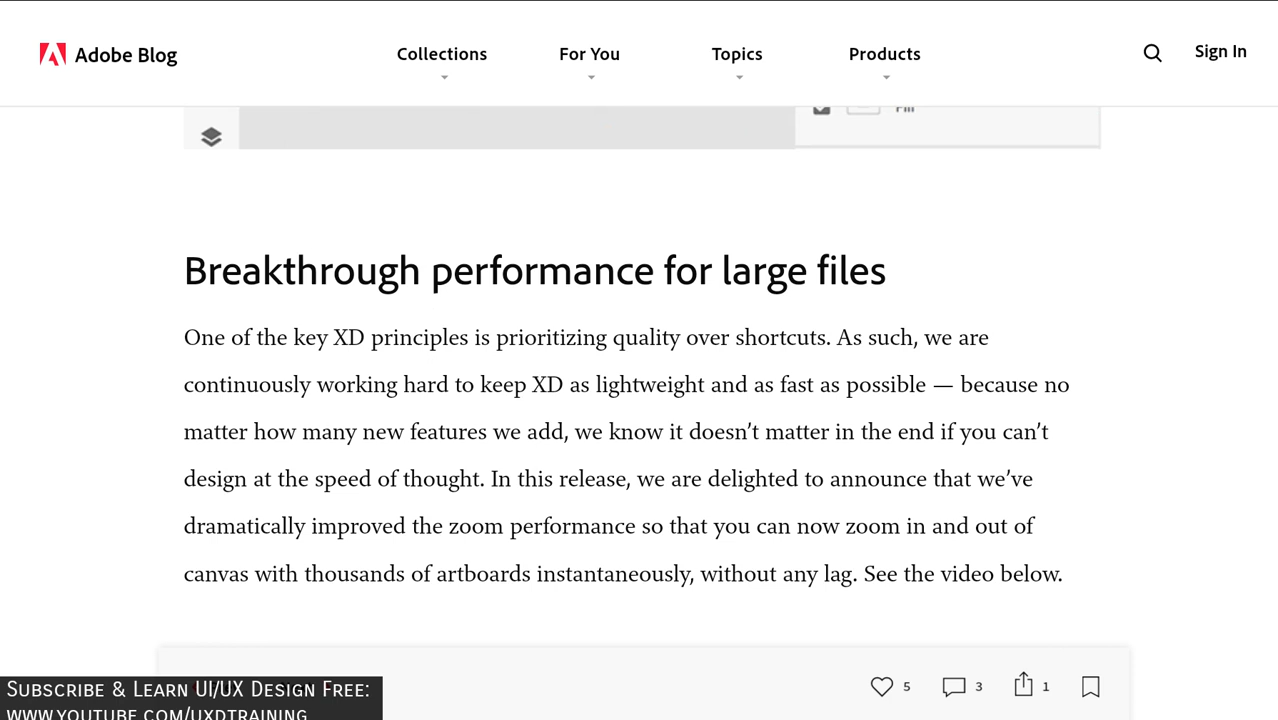 Adobe Blog
Collections
For You
Topics
Products
Sign In
Fill
Breakthrough performance for large files
One of the key XD principles is prioritizing quality over shortcuts. As such, we are
continuously working hard to keep XD as lightweight and as fast as possible — because no
matter how many new features we add, we know it doesn’t matter in the end if you can’t
design at the speed of thought. In this release, we are delighted to announce that we’ve
dramatically improved the zoom performance so that you can now zoom in and out of
canvas with thousands of artboards instantaneously, without any lag. See the video below.
5
3
1
Subscribe & Learn UI/UX Design Free:
www.youtube.com/uxdtraining